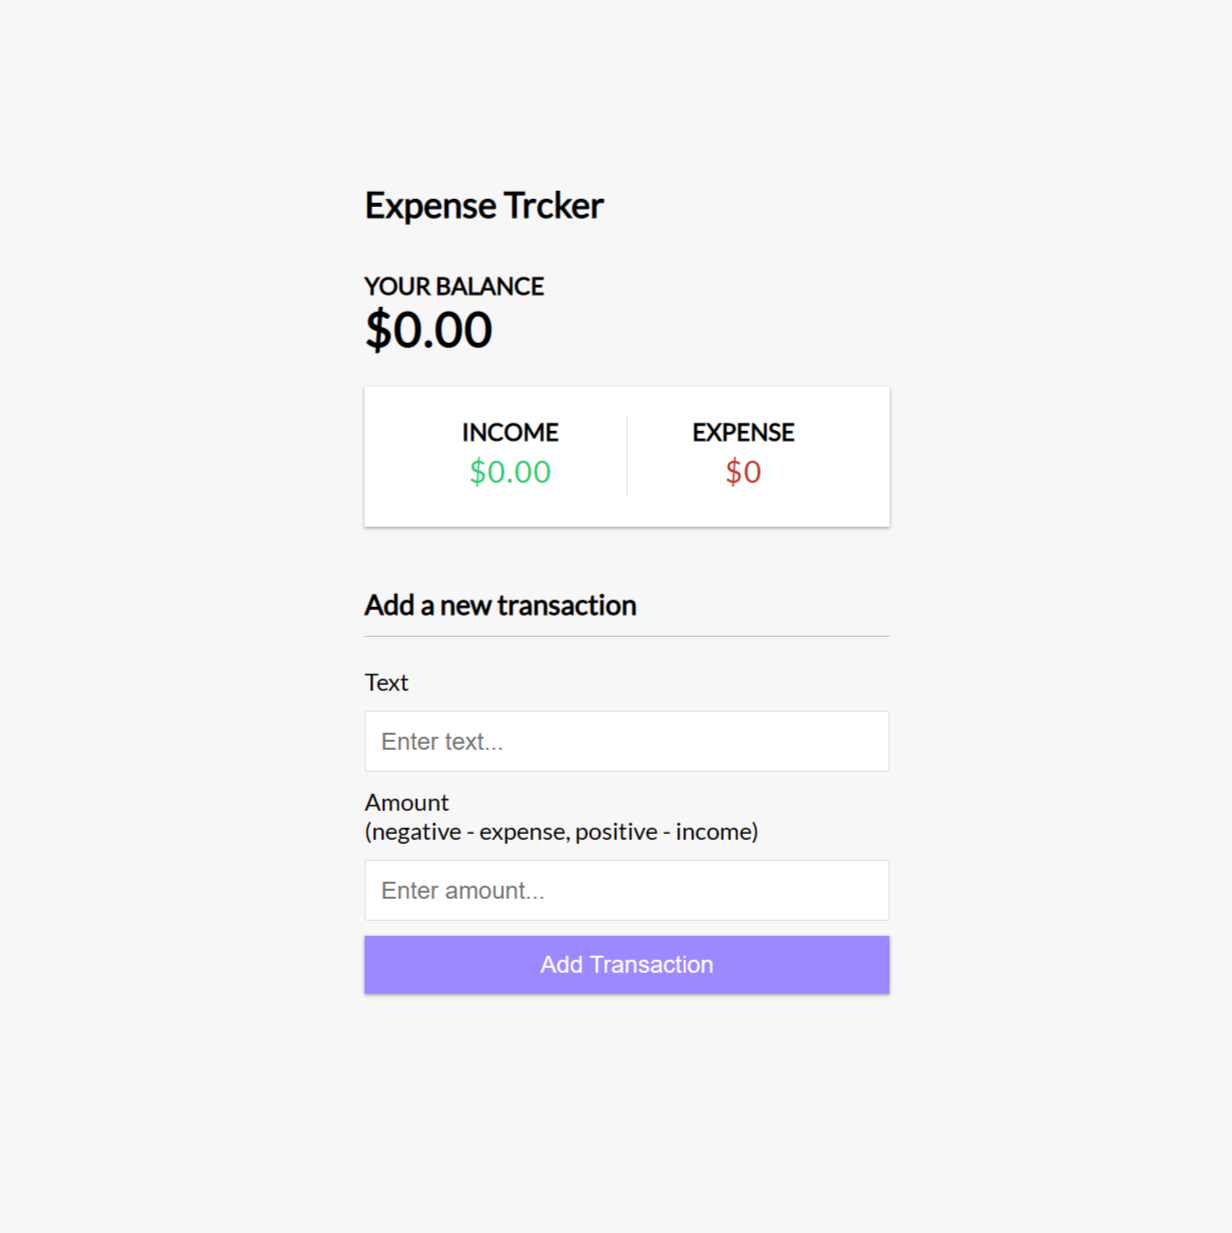 Expense Trcker
YOUR BALANCE
$0.00
INCOME
$0.00
EXPENSE
$0
Add a new transaction
Text
Enter text...
Amount
(negative - expense, positive - income)
Enter amount...
Add Transaction